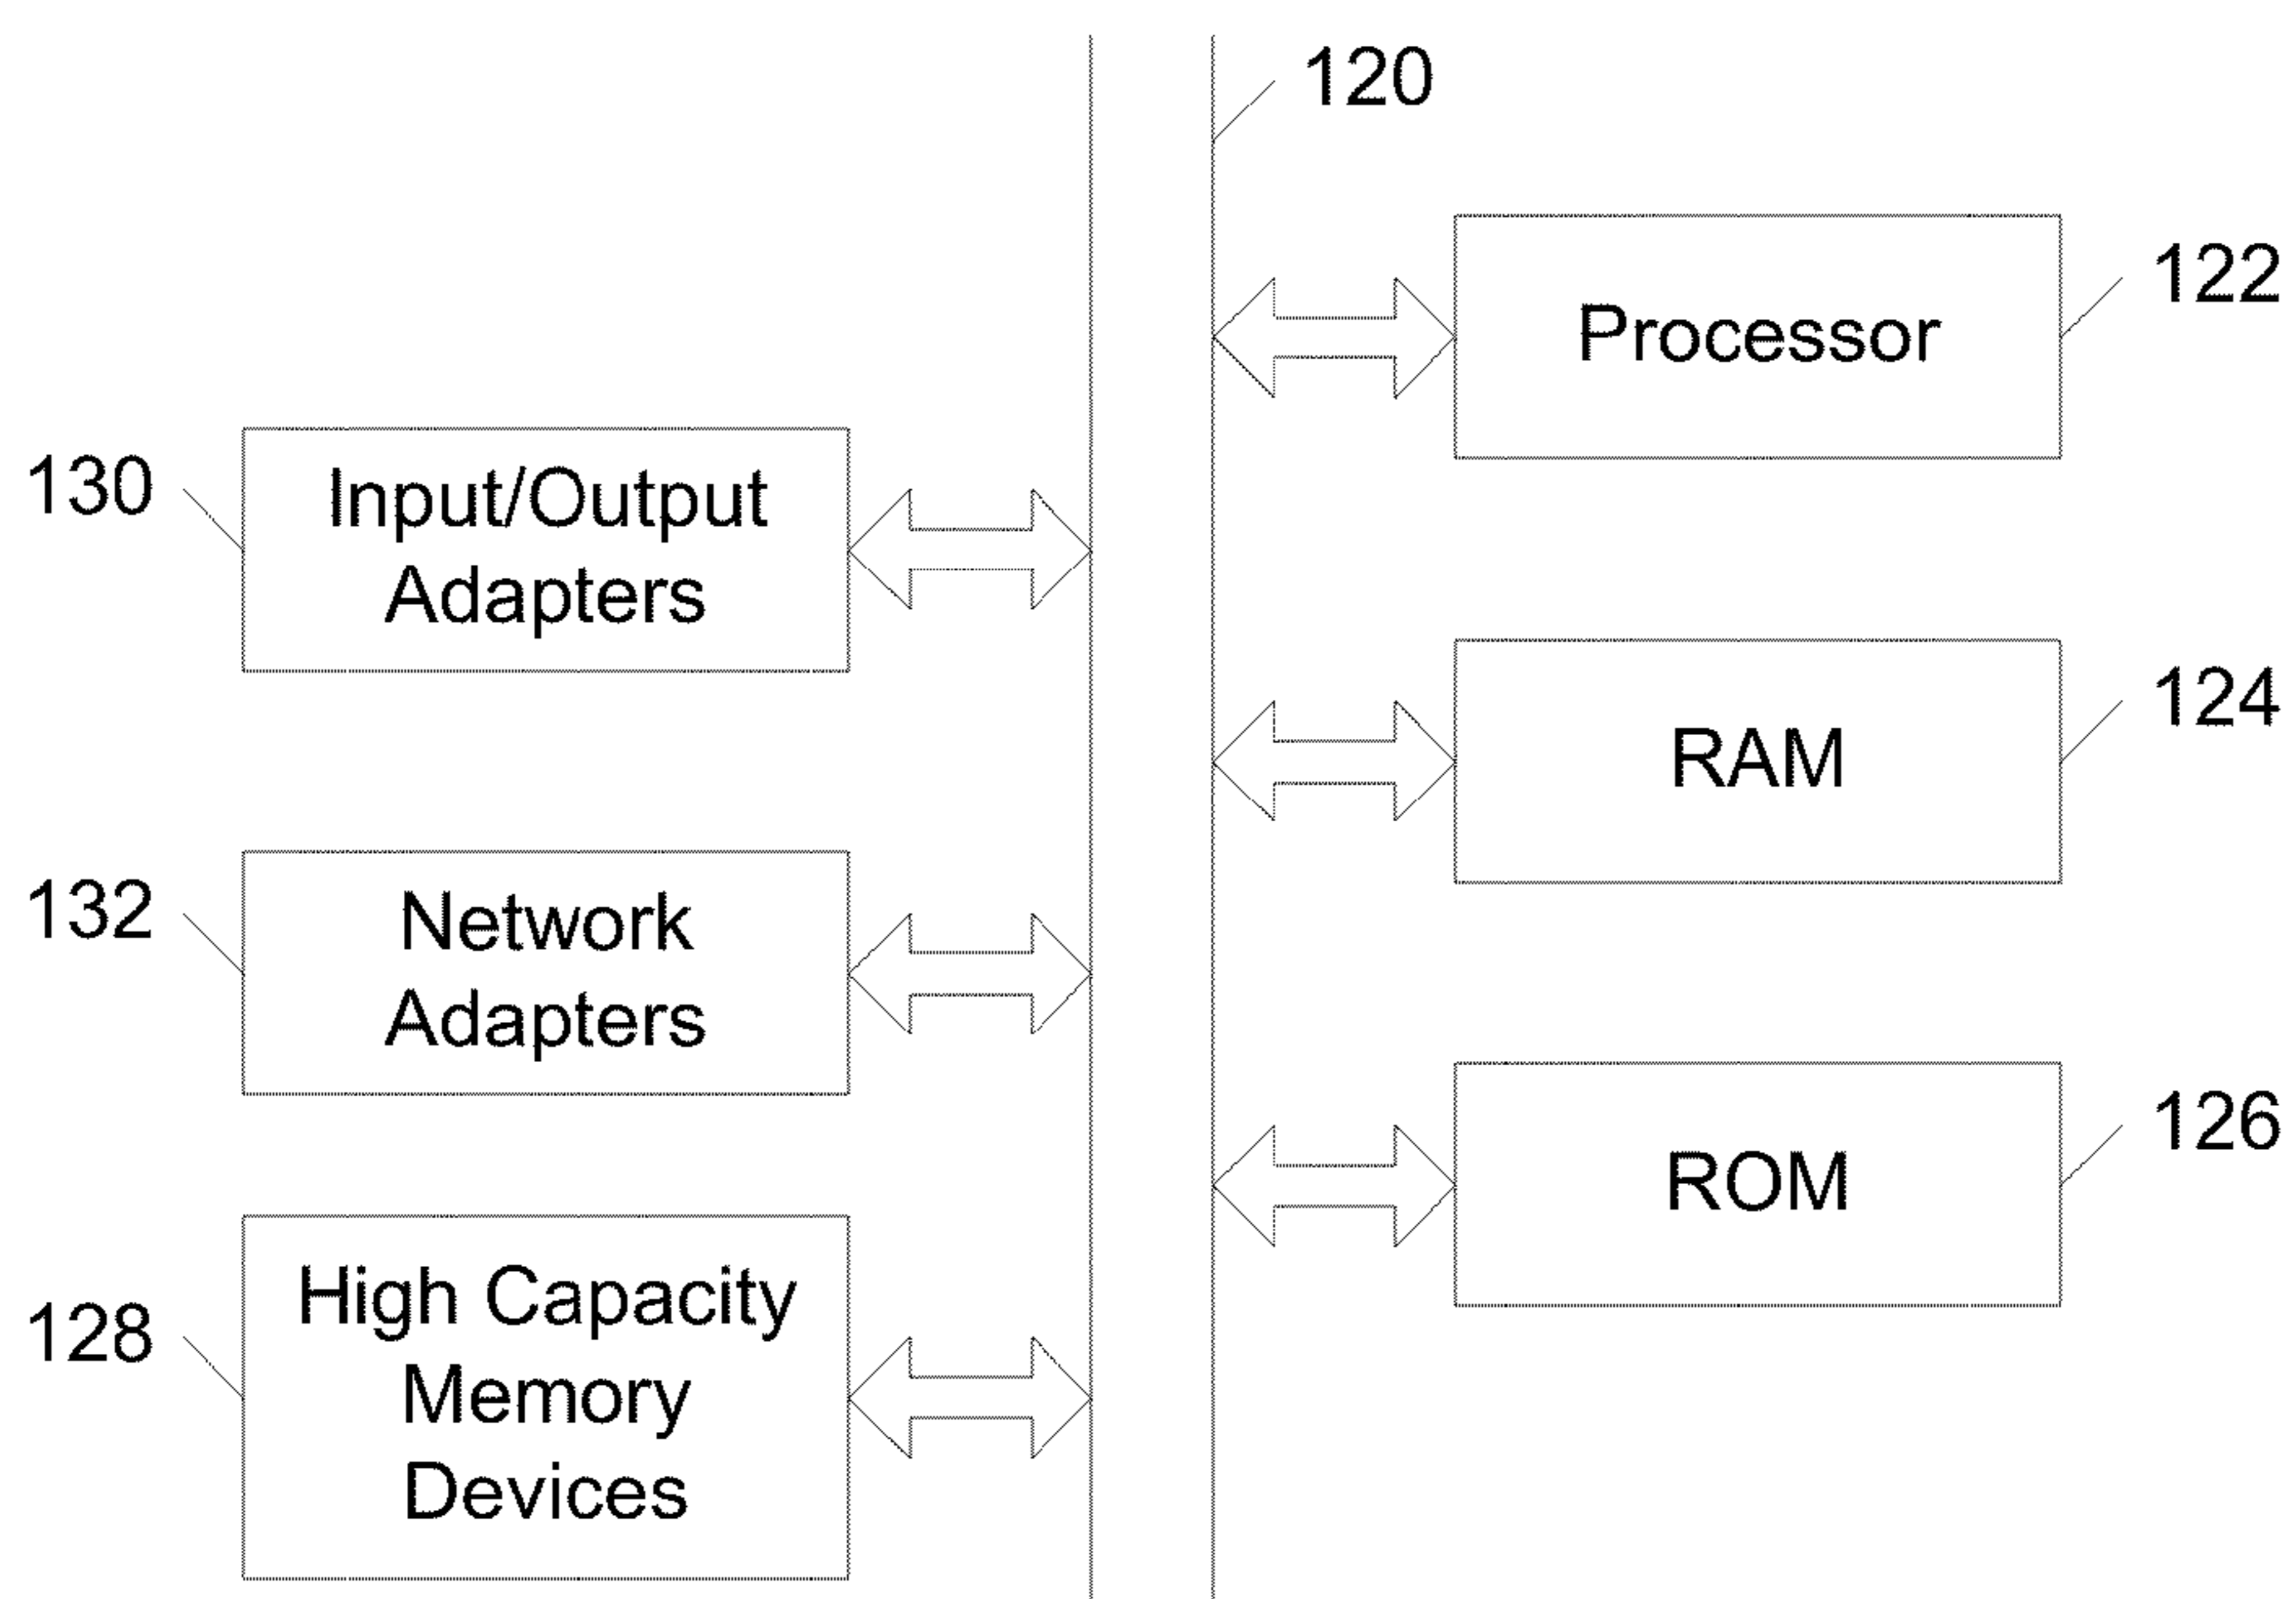 120
Processor
122
130
Input/Output
Adapters
RAM
124
132
Network
Adapters
ROM
126
128
High Capacity
Memory
Devices